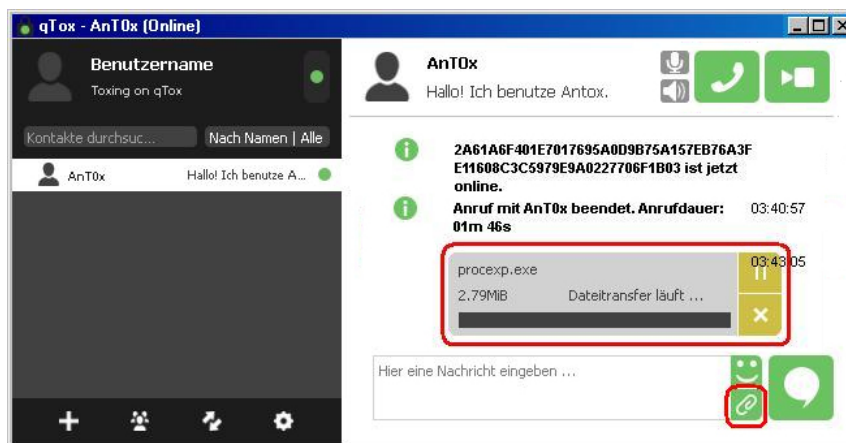 qTox - AnT0x (Online)
Benutzername
Toxing on qTox
Kontakte durchsuc...
Nach Namen | Alle
AnT0x
Hallo! Ich benutze A...
AnT0x
Hallo! Ich benutze Antox.
2A61A6F401E7017695A0D9B75A157EB76A3F
E11608C3C5979E9A0227706F1B03 ist jetzt
online.
Anruf mit AnT0x beendet. Anrufdauer: 03:40:57
01m 46s
03:43:05
procexp.exe
2.79MiB Dateitransfer läuft ...
Hier eine Nachricht eingeben ...